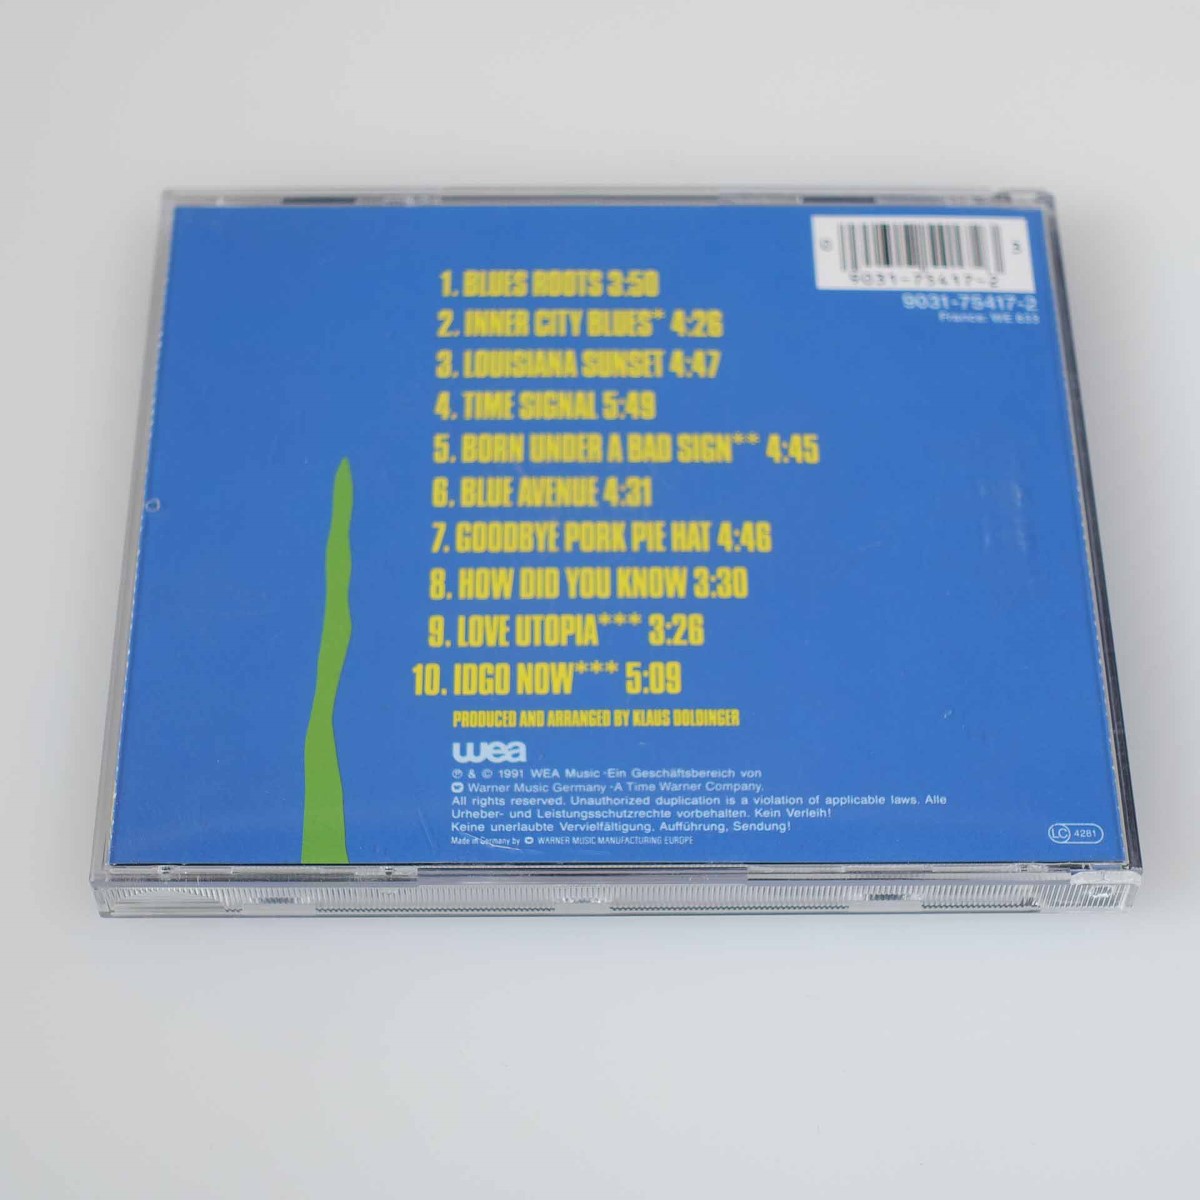 0 3
9031-75417-2
9031-75417-2
France: WE 833
1. BLUES ROOTS 3:50
2. INNER CITY BLUES* 4:26
3. LOUISIANA SUNSET 4:47
4. TIME SIGNAL 5:49
5. BORN UNDER A BAD SIGN** 4:45
6. BLUE AVENUE 4:31
7. GOODBYE PORK PIE HAT 4:46
8. HOW DID YOU KNOW 3:30
9. LOVE UTOPIA*** 3:26
10. IDGO NOW*** 5:09
PRODUCED AND ARRANGED BY KLAUS DOLDINGER
wea
℗ & © 1991 WEA Music · Ein Geschäftsbereich von
Warner Music Germany · A Time Warner Company.
All rights reserved. Unauthorized duplication is a violation of applicable laws. Alle
Urheber- und Leistungsschutzrechte vorbehalten. Kein Verleih!
Keine unerlaubte Vervielfältigung, Aufführung, Sendung!
Made in Germany by WARNER MUSIC MANUFACTURING EUROPE
LC 4281